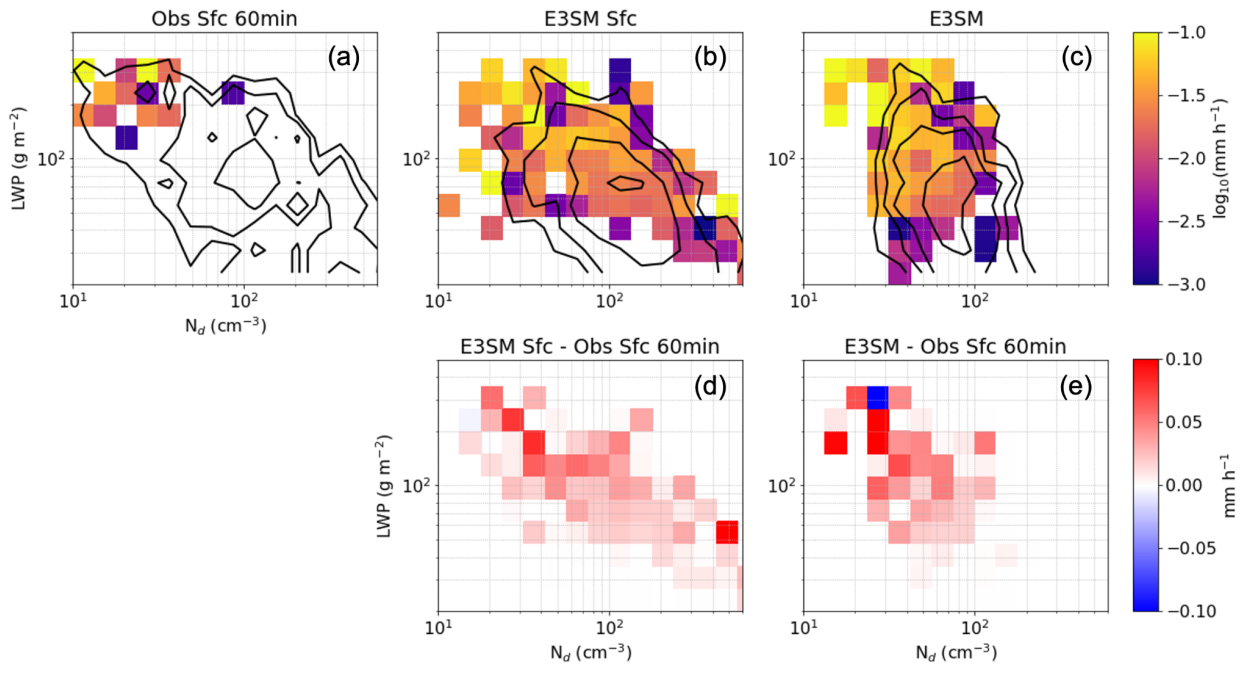 Obs Sfc 60min
E3SM Sfc
E3SM
(a)
(b)
(c)
LWP (g m⁻²)
10²
10²
10²
10¹
10²
10¹
10²
10¹
10²
N_d (cm⁻³)
−1.0
−1.5
−2.0
−2.5
−3.0
log₁₀(mm h⁻¹)
E3SM Sfc - Obs Sfc 60min
E3SM - Obs Sfc 60min
(d)
(e)
LWP (g m⁻²)
10²
10²
10¹
10²
10¹
10²
N_d (cm⁻³)
N_d (cm⁻³)
0.10
0.05
0.00
−0.05
−0.10
mm h⁻¹